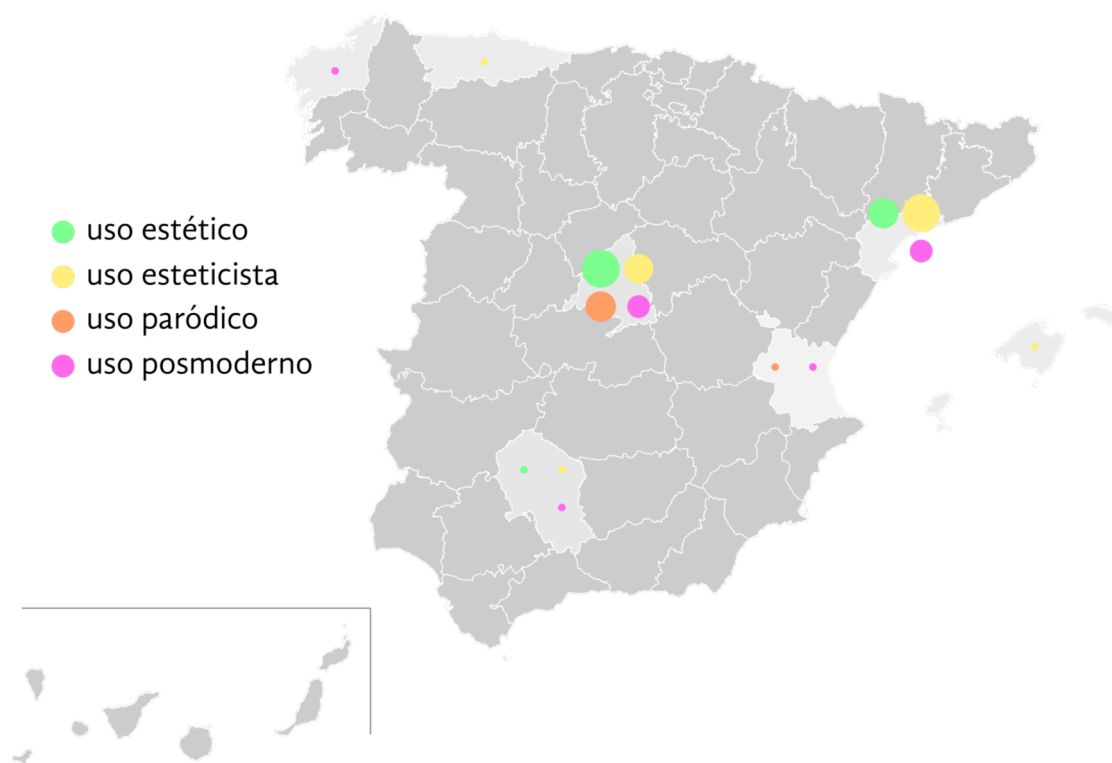 uso estético
uso esteticista
uso paródico
uso posmoderno